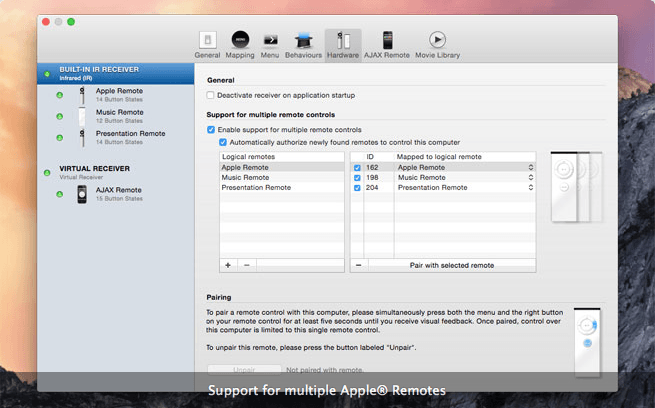 General Mapping Menu Behaviours Hardware AJAX Remote Movie Library
BUILT-IN IR RECEIVER
Infrared (IR)
Apple Remote
14 Button States
Music Remote
12 Button States
Presentation Remote
14 Button States
VIRTUAL RECEIVER
Virtual Receiver
AJAX Remote
15 Button States
General
Deactivate receiver on application startup
Support for multiple remote controls
Enable support for multiple remote controls
Automatically authorize newly found remotes to control this computer
Logical remotes
Apple Remote
Music Remote
Presentation Remote
+ −
ID Mapped to logical remote
162 Apple Remote
198 Music Remote
204 Presentation Remote
− Pair with selected remote
Pairing
To pair a remote control with this computer, please simultaneously press both the menu and the right button
on your remote control for at least five seconds until you receive visual feedback. Once paired, control over
this computer is limited to this single remote control.
To unpair this remote, please press the button labeled "Unpair".
Unpair Not paired with remote.
Support for multiple Apple® Remotes